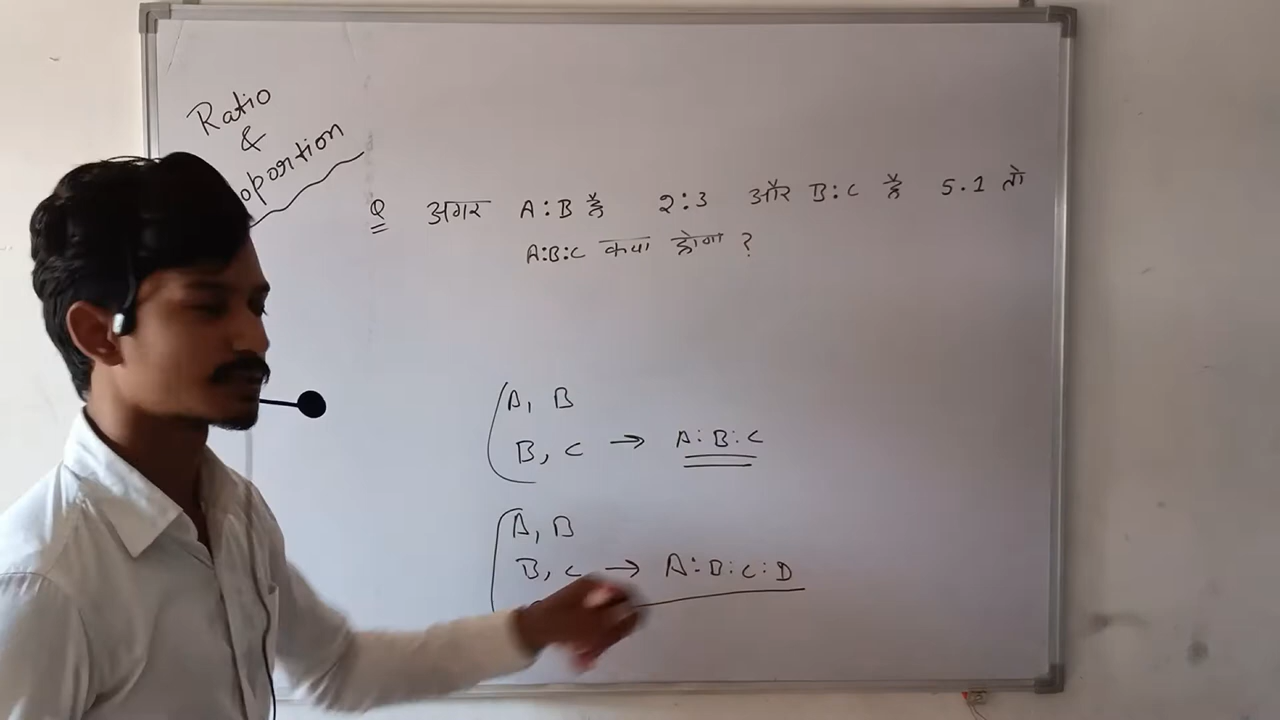 Ratio
&
oportion
Q अगर A:B है 2:3 और B:C है 5.1 तो
A:B:C क्या होगा ?
A, B
B, C → A:B:C
A, B
B, C → A:B:C:D